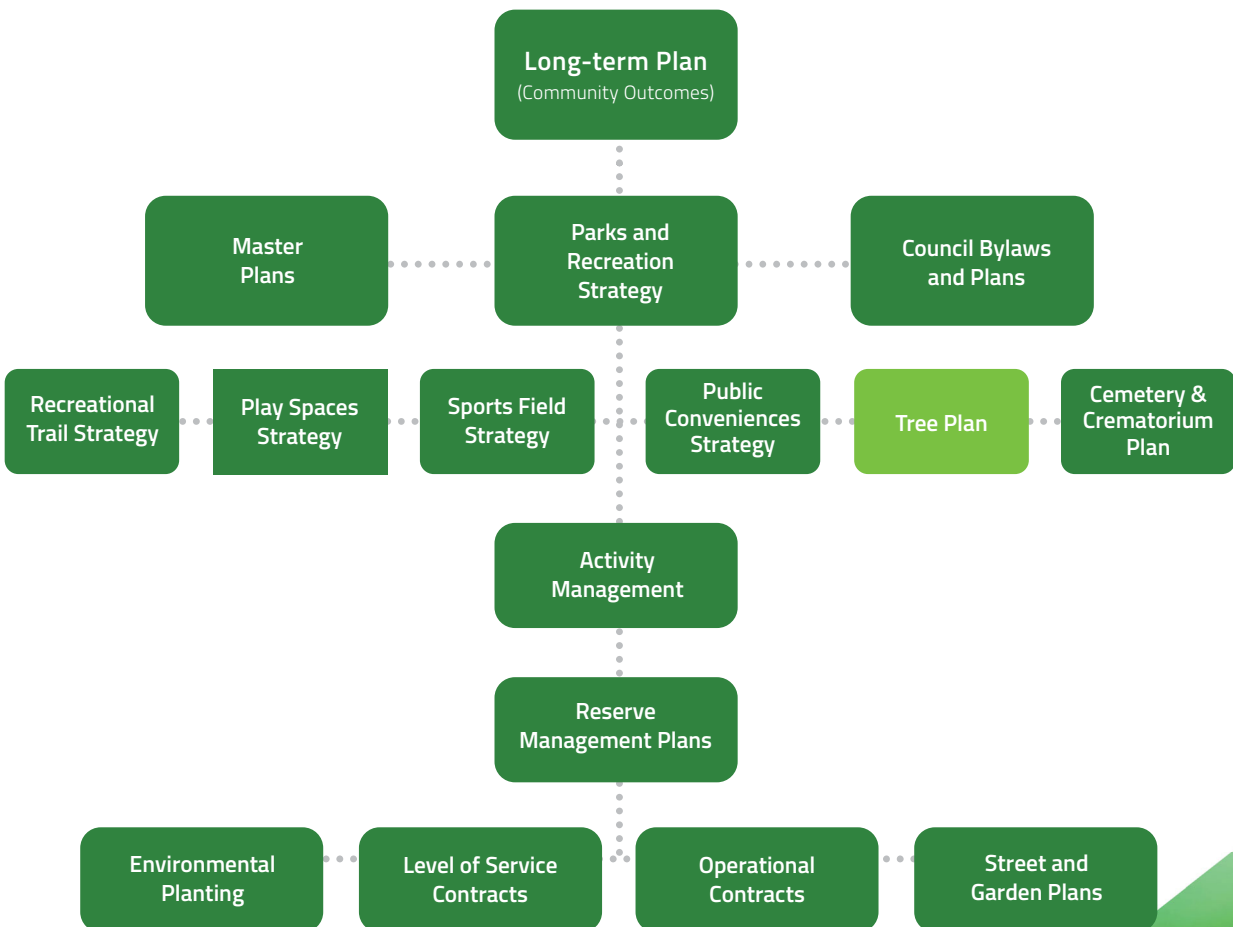 Long-term Plan
(Community Outcomes)
Master
Plans
Parks and
Recreation
Strategy
Council Bylaws
and Plans
Recreational
Trail Strategy
Play Spaces
Strategy
Sports Field
Strategy
Public
Conveniences
Strategy
Tree Plan
Cemetery &
Crematorium
Plan
Activity
Management
Reserve
Management Plans
Environmental
Planting
Level of Service
Contracts
Operational
Contracts
Street and
Garden Plans